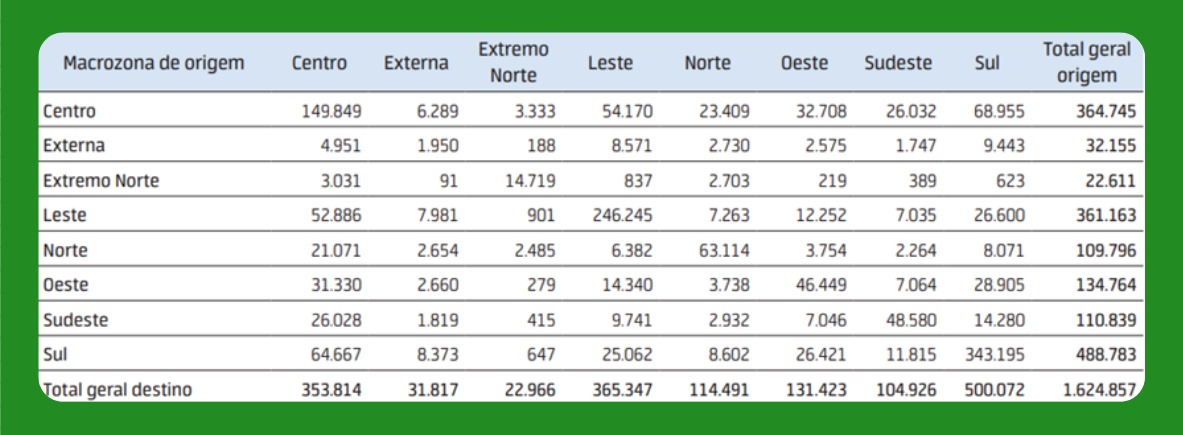 Macrozona de origem Centro Externa Extremo Norte Leste Norte Oeste Sudeste Sul Total geral origem
Centro 149.849 6.289 3.333 54.170 23.409 32.708 26.032 68.955 364.745
Externa 4.951 1.950 188 8.571 2.730 2.575 1.747 9.443 32.155
Extremo Norte 3.031 91 14.719 837 2.703 219 389 623 22.611
Leste 52.886 7.981 901 246.245 7.263 12.252 7.035 26.600 361.163
Norte 21.071 2.654 2.485 6.382 63.114 3.754 2.264 8.071 109.796
Oeste 31.330 2.660 279 14.340 3.738 46.449 7.064 28.905 134.764
Sudeste 26.028 1.819 415 9.741 2.932 7.046 48.580 14.280 110.839
Sul 64.667 8.373 647 25.062 8.602 26.421 11.815 343.195 488.783
Total geral destino 353.814 31.817 22.966 365.347 114.491 131.423 104.926 500.072 1.624.857